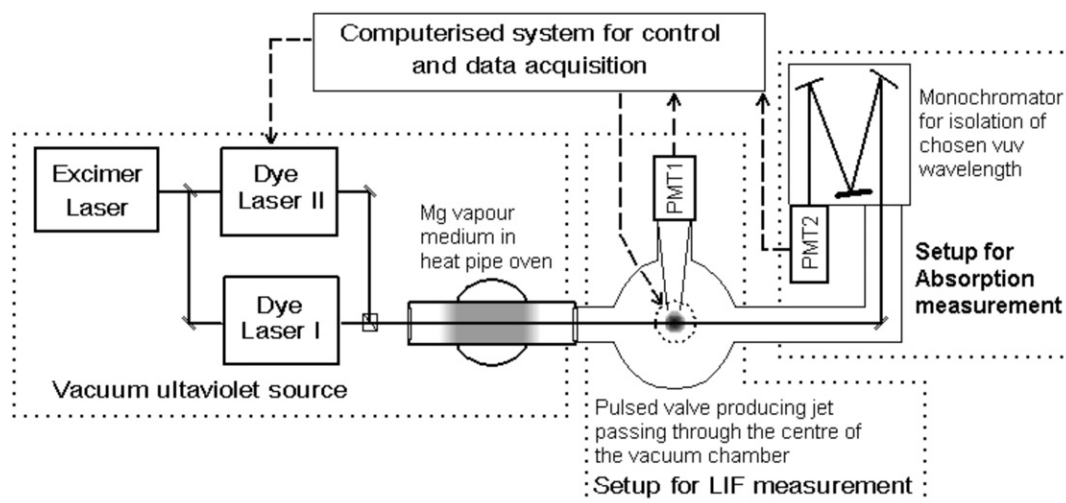 Computerised system for control
and data acquisition
Excimer
Laser
Dye
Laser II
Dye
Laser I
Vacuum ultaviolet source
Mg vapour
medium in
heat pipe oven
PMT1
PMT2
Monochromator
for isolation of
chosen vuv
wavelength
Setup for
Absorption
measurement
Pulsed valve producing jet
passing through the centre of
the vacuum chamber
Setup for LIF measurement